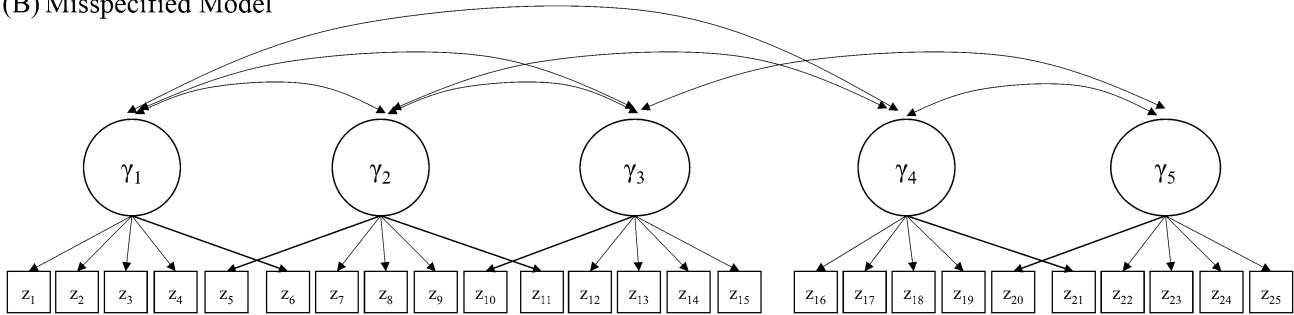 (B) Misspecified Model
γ1 γ2 γ3 γ4 γ5
z1 z2 z3 z4 z5 z6 z7 z8 z9 z10 z11 z12 z13 z14 z15 z16 z17 z18 z19 z20 z21 z22 z23 z24 z25